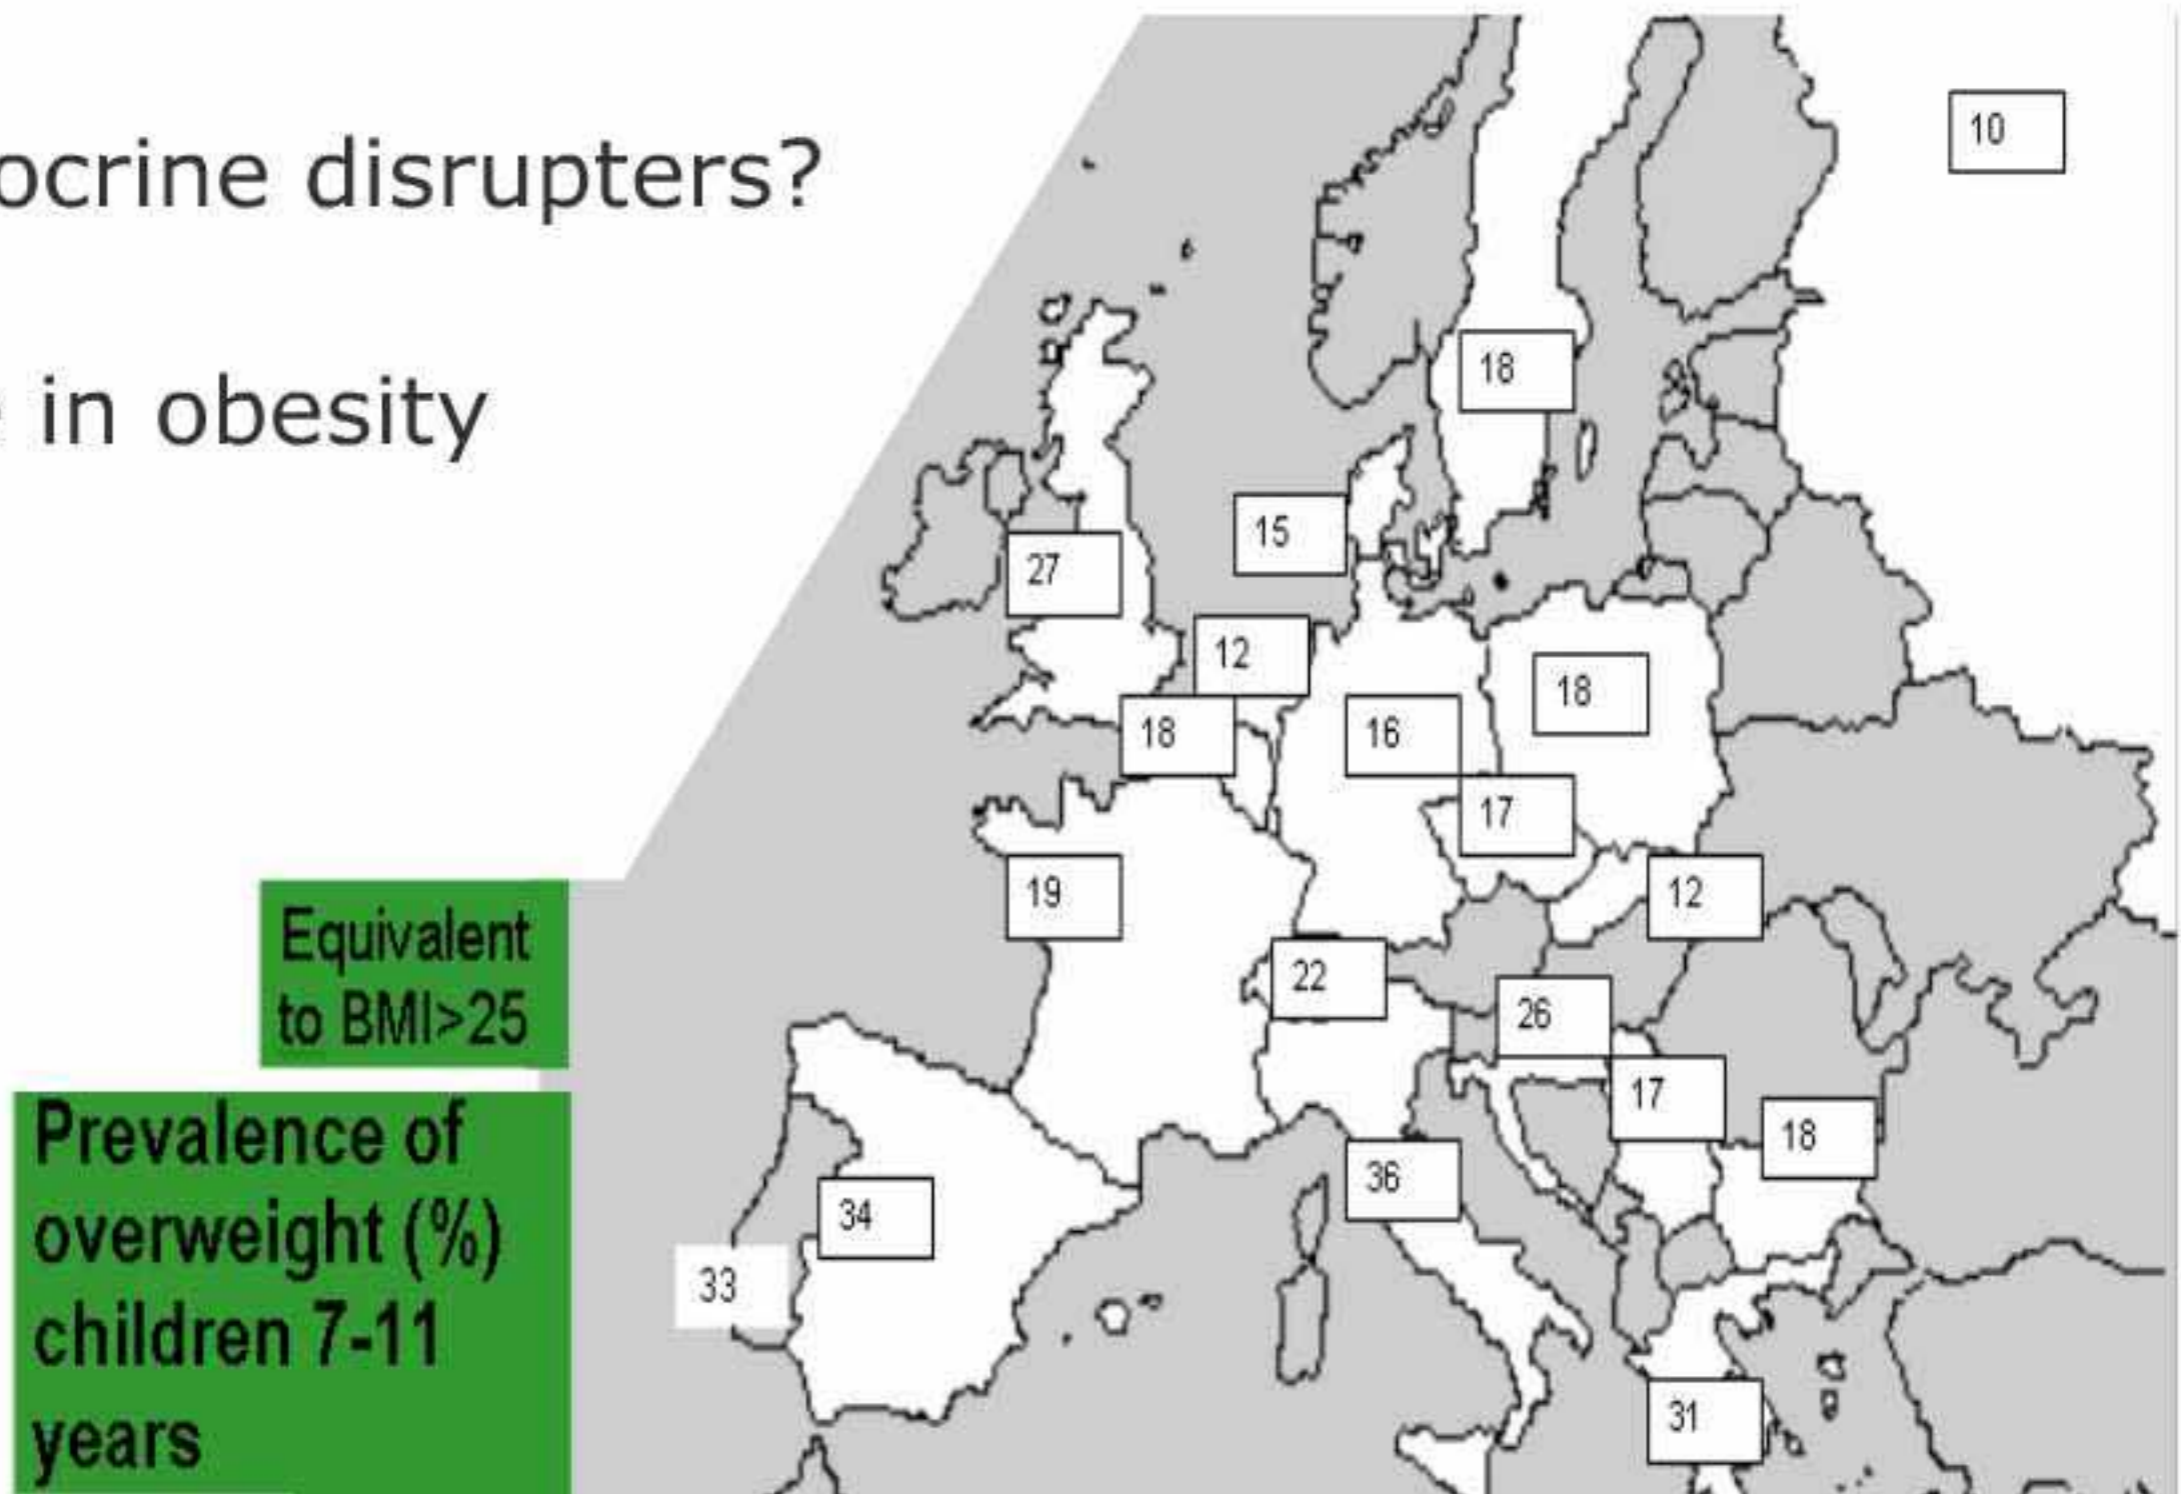 ocrine disrupters?
in obesity
10
18
15
27
12
18
18
16
17
19
12
22
26
17
18
36
34
33
31
Equivalent
to BMI>25
Prevalence of
overweight (%)
children 7-11
years